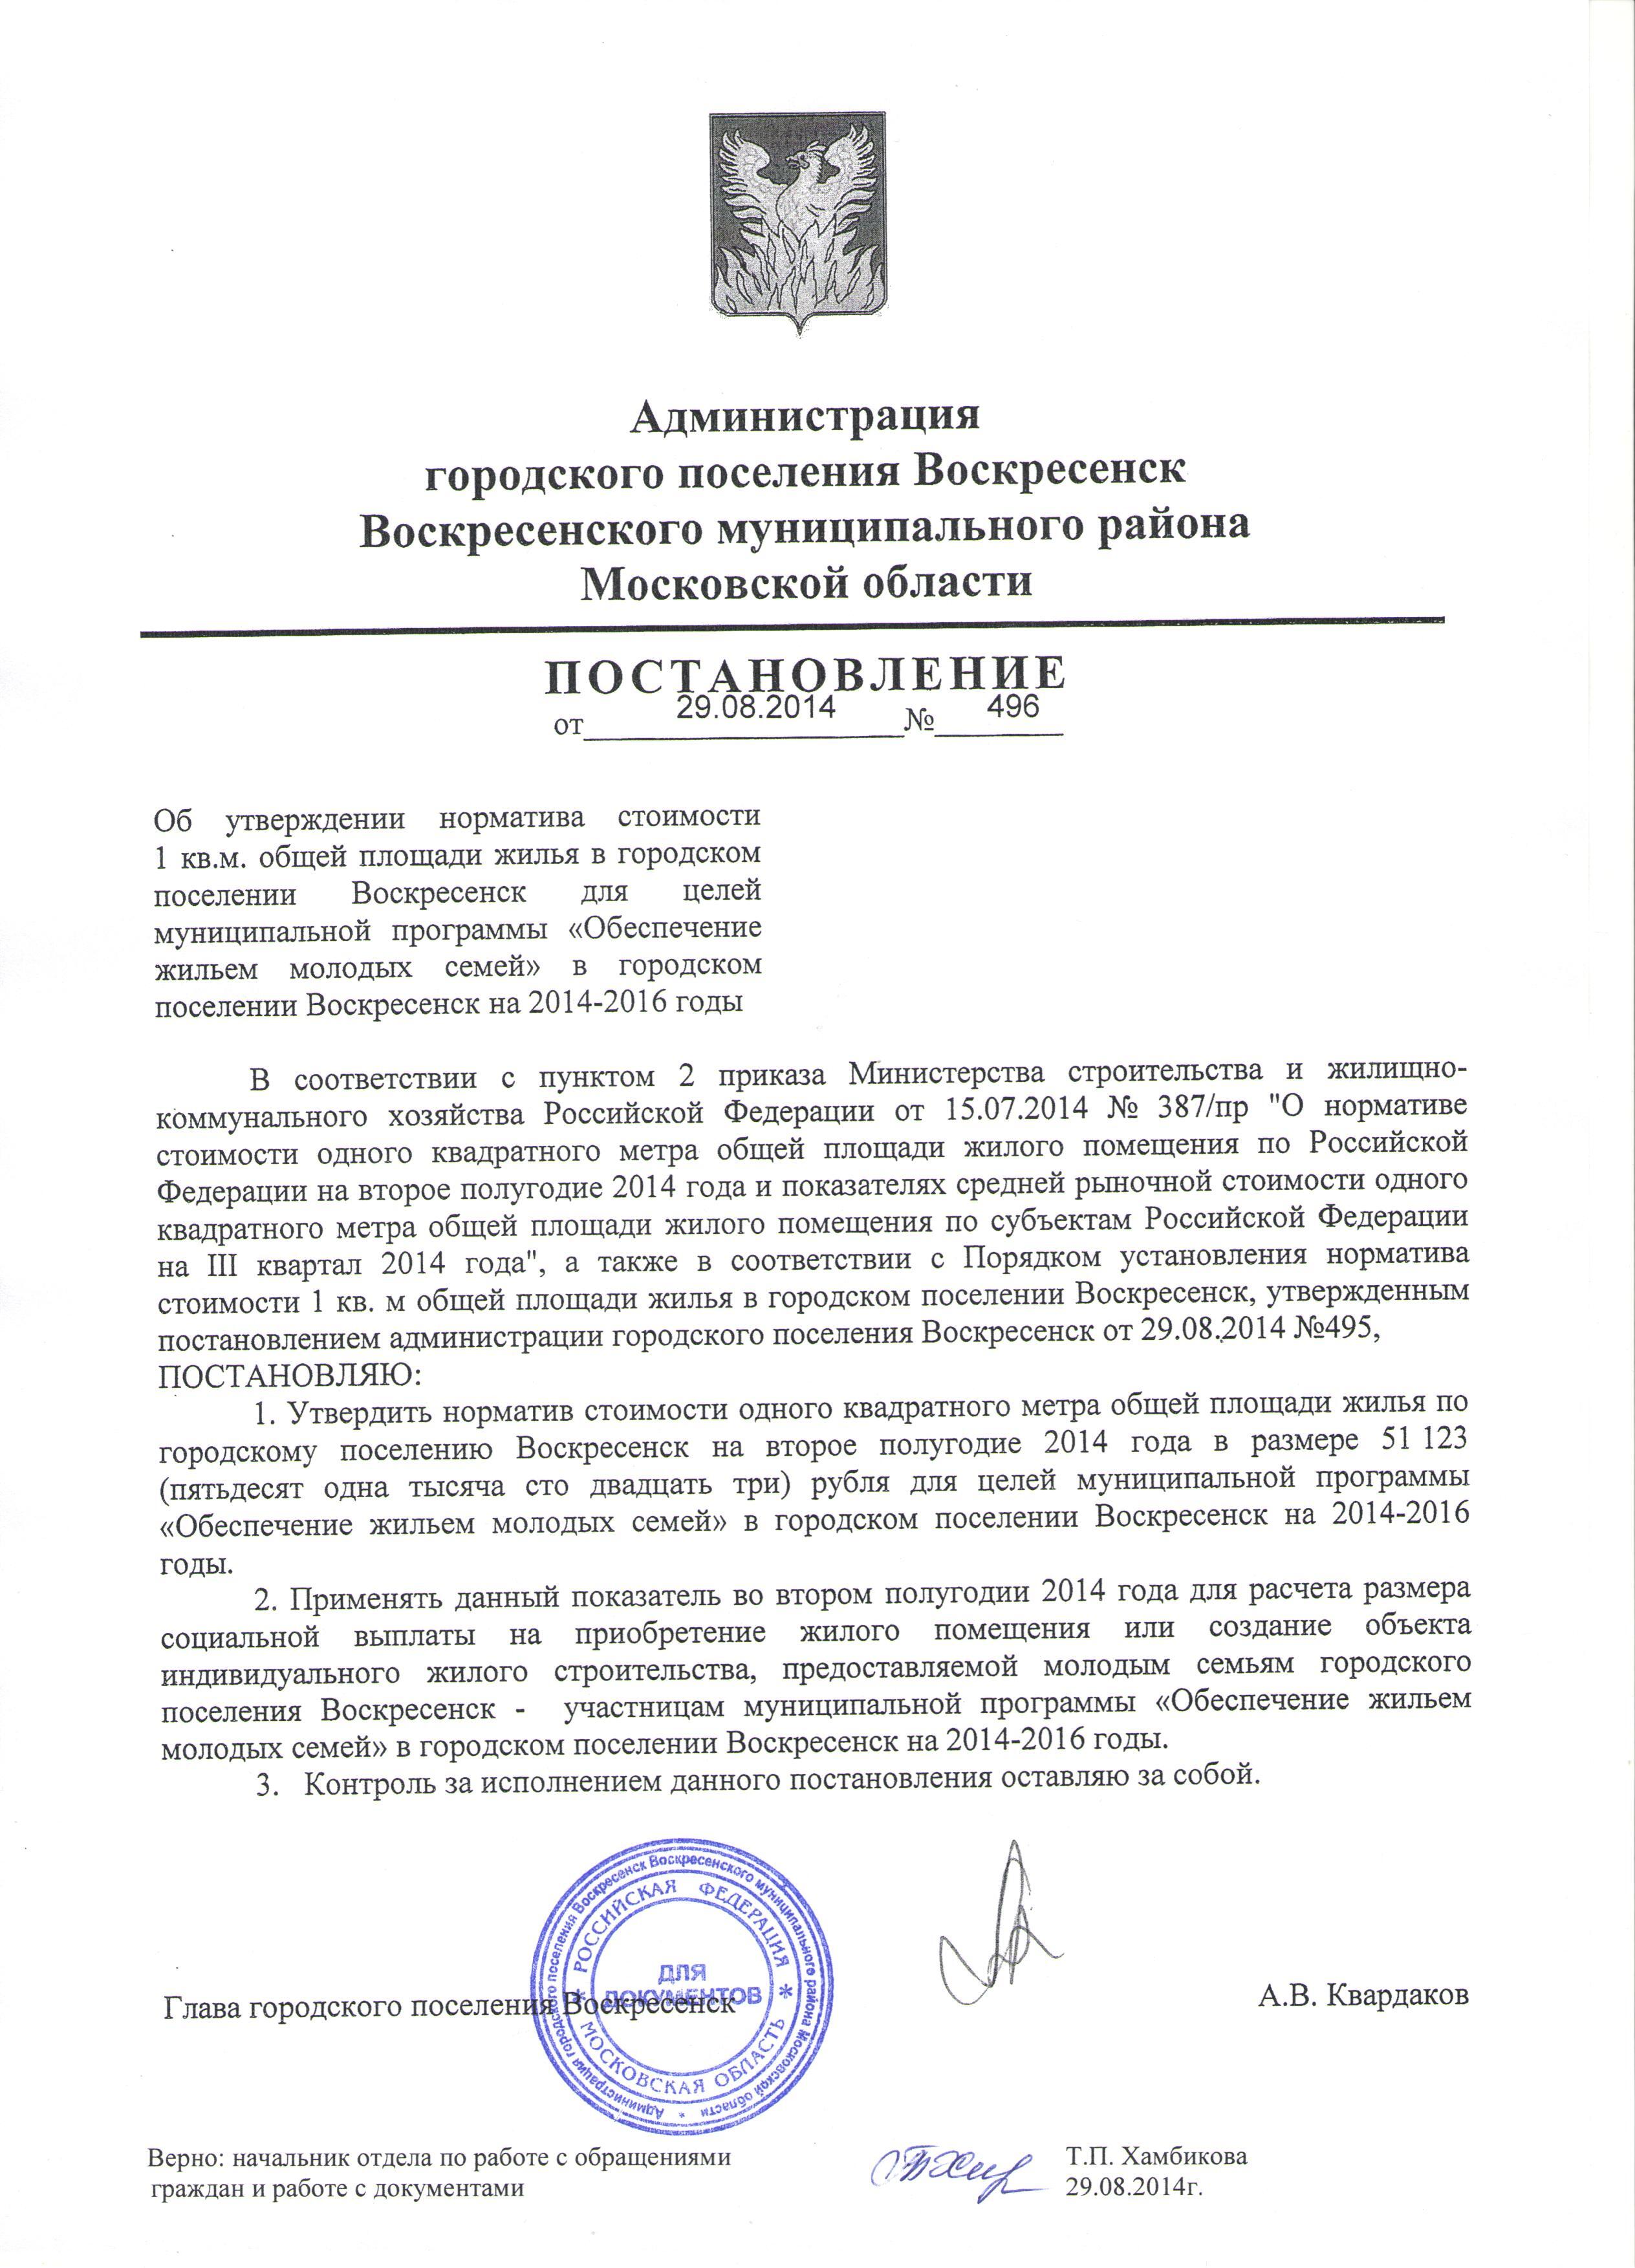 Администрация
городского поселения Воскресенск
Воскресенского муниципального района
Московской области
ПОСТАНОВЛЕНИЕ
от 29.08.2014 № 496
Об утверждении норматива стоимости
1 кв.м. общей площади жилья в городском
поселении Воскресенск для целей
муниципальной программы «Обеспечение
жильем молодых семей» в городском
поселении Воскресенск на 2014-2016 годы
В соответствии с пунктом 2 приказа Министерства строительства и жилищно-
коммунального хозяйства Российской Федерации от 15.07.2014 № 387/пр "О нормативе
стоимости одного квадратного метра общей площади жилого помещения по Российской
Федерации на второе полугодие 2014 года и показателях средней рыночной стоимости одного
квадратного метра общей площади жилого помещения по субъектам Российской Федерации
на III квартал 2014 года", а также в соответствии с Порядком установления норматива
стоимости 1 кв. м общей площади жилья в городском поселении Воскресенск, утвержденным
постановлением администрации городского поселения Воскресенск от 29.08.2014 №495,
ПОСТАНОВЛЯЮ:
1. Утвердить норматив стоимости одного квадратного метра общей площади жилья по
городскому поселению Воскресенск на второе полугодие 2014 года в размере 51 123
(пятьдесят одна тысяча сто двадцать три) рубля для целей муниципальной программы
«Обеспечение жильем молодых семей» в городском поселении Воскресенск на 2014-2016
годы.
2. Применять данный показатель во втором полугодии 2014 года для расчета размера
социальной выплаты на приобретение жилого помещения или создание объекта
индивидуального жилого строительства, предоставляемой молодым семьям городского
поселения Воскресенск - участницам муниципальной программы «Обеспечение жильем
молодых семей» в городском поселении Воскресенск на 2014-2016 годы.
3. Контроль за исполнением данного постановления оставляю за собой.
Администрация городского поселения Воскресенск Воскресенского муниципального района Московской области *
* РОССИЙСКАЯ ФЕДЕРАЦИЯ *
МОСКОВСКАЯ ОБЛАСТЬ
ДЛЯ
ДОКУМЕНТОВ
Глава городского поселения Воскресенск А.В. Квардаков
Верно: начальник отдела по работе с обращениями Т.П. Хамбикова
граждан и работе с документами 29.08.2014г.